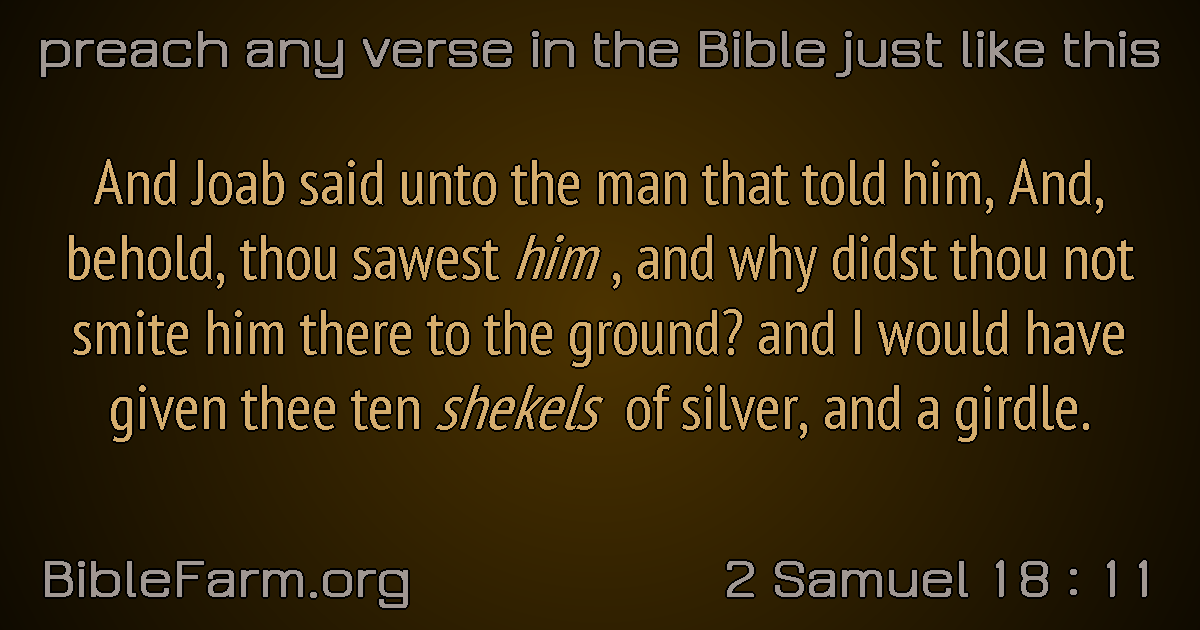 preach any verse in the Bible just like this
And Joab said unto the man that told him, And,
behold, thou sawest him , and why didst thou not
smite him there to the ground? and I would have
given thee ten shekels of silver, and a girdle.
BibleFarm.org
2 Samuel 18 : 11